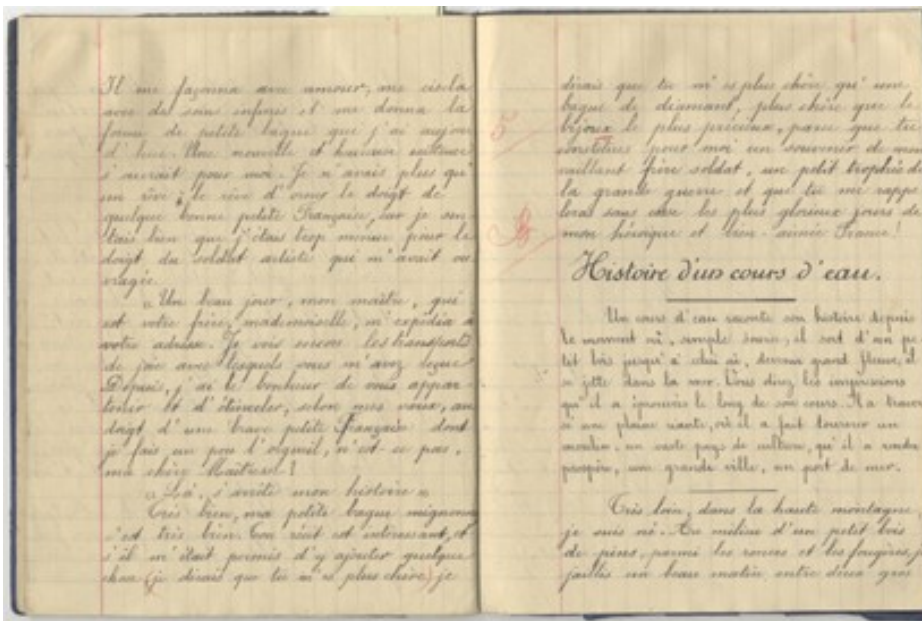 Il me façonna avec amour, me cisela
avec des soins infinis et me donna la
forme de petite bague que j'ai aujour
d'hui. Une nouvelle et heureuse existence
s'ouvrait pour moi. Je n'avais plus qu'
un rêve, le rêve d'orner le doigt de
quelque bonne petite Française, car je sen
tais bien que j'étais trop menue pour le
doigt du soldat artiste qui m'avait ou
vragée.
"Un beau jour, mon maître, qui
est votre frère, mademoiselle, m'expédia à
votre adresse. Je vois encore les transports
de joie avec lesquels vous m'avez reçue
Depuis, j'ai le bonheur de vous appar
tenir et d'étinceler, selon mes vœux, au
doigt d'une brave petite Française dont
je fais un peu l'orgueil, n'est-ce pas,
ma chère Maîtresse!
"Là, s'arrête mon histoire"
Très bien, ma petite bague mignonne
c'est très bien. Ton récit est intéressant, et
s'il m'était permis d'y ajouter quelque
chose (je dirais que tu m'es plus chère) je
dirais que tu m'es plus chère qu'une
bague de diamant, plus chère que le
5 bijoux le plus précieux, parce que tu
constitues pour moi un souvenir de mon
vaillant frère soldat, un petit trophée de
la grande guerre et que tu me rappel
leras sans cesse les plus glorieux jours de
mon héroïque et bien-aimée France!
Histoire d'un cours d'eau.
Un cours d'eau raconte son histoire depuis
le moment où, simple source, il sort d'un pe
tit bois jusqu'à celui où, devenu grand fleuve, il
se jette dans la mer. Vous direz les impressions
qu'il a éprouvées le long de son cours. Il a traver
sé une plaine riante, où il a fait tourner un
moulin, un vaste pays de culture, qu'il a rendu
prospère, une grande ville, un port de mer.
Très loin, dans la haute montagne
je suis né. Au milieu d'un petit bois
de pins, parmi les ronces et les fougères, je
jaillis un beau matin entre deux gros